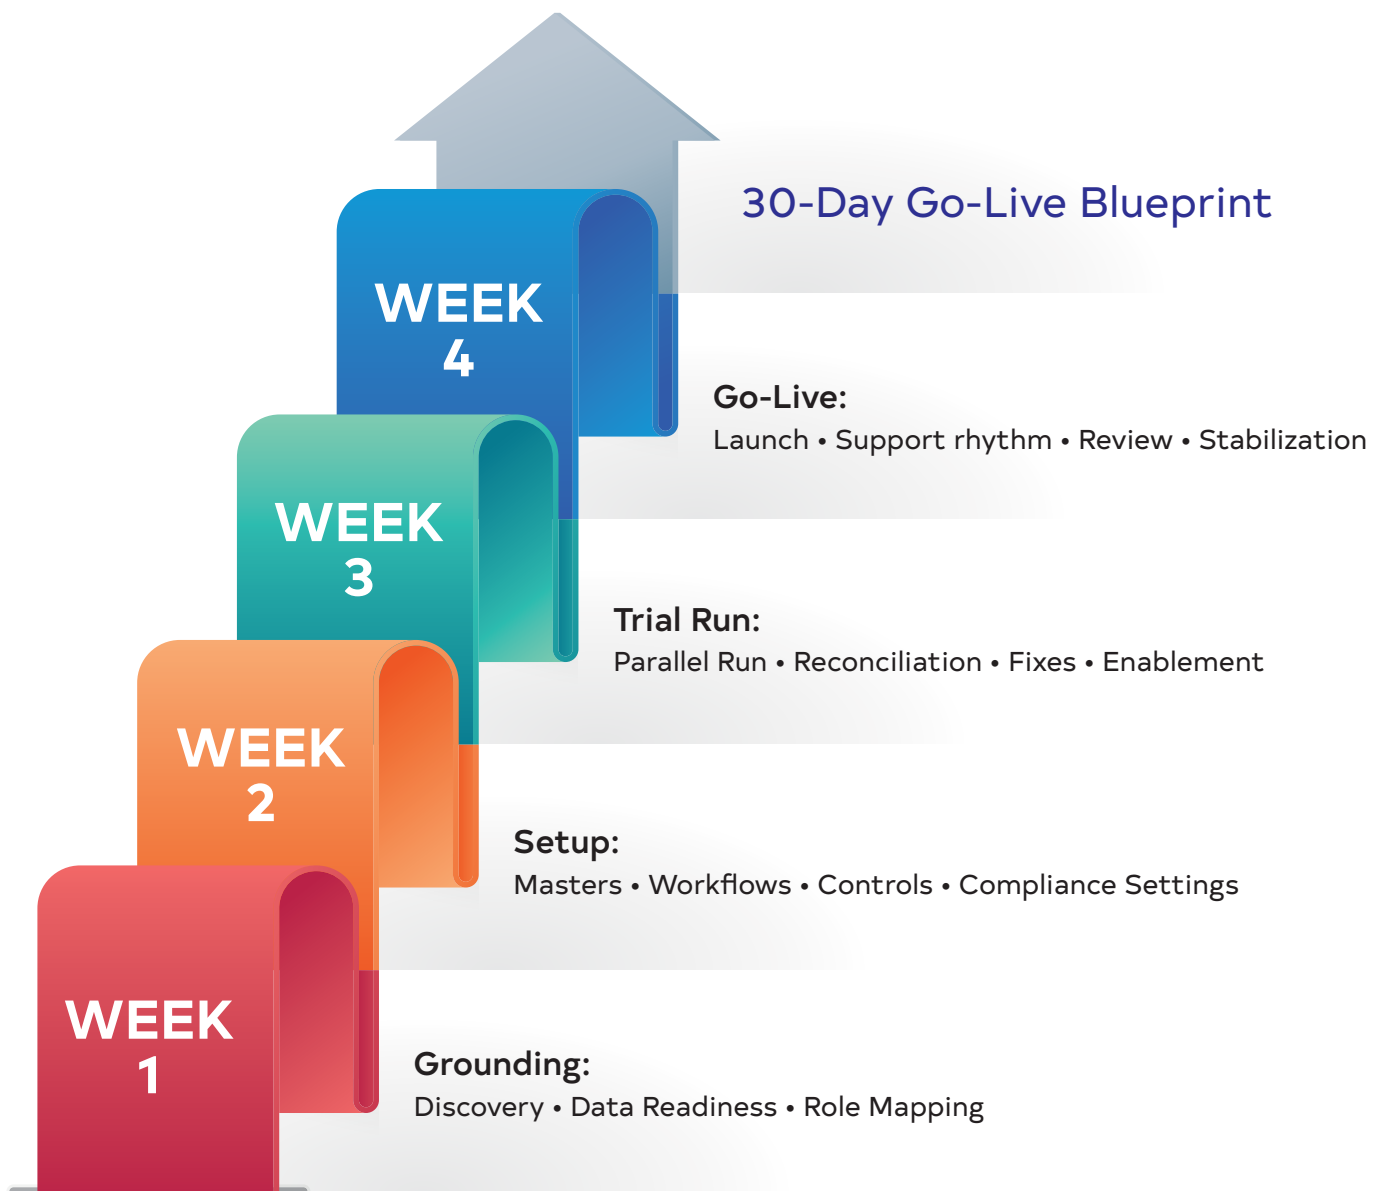 30-Day Go-Live Blueprint
WEEK
4
Go-Live:
Launch • Support rhythm • Review • Stabilization
WEEK
3
Trial Run:
Parallel Run • Reconciliation • Fixes • Enablement
WEEK
2
Setup:
Masters • Workflows • Controls • Compliance Settings
WEEK
1
Grounding:
Discovery • Data Readiness • Role Mapping